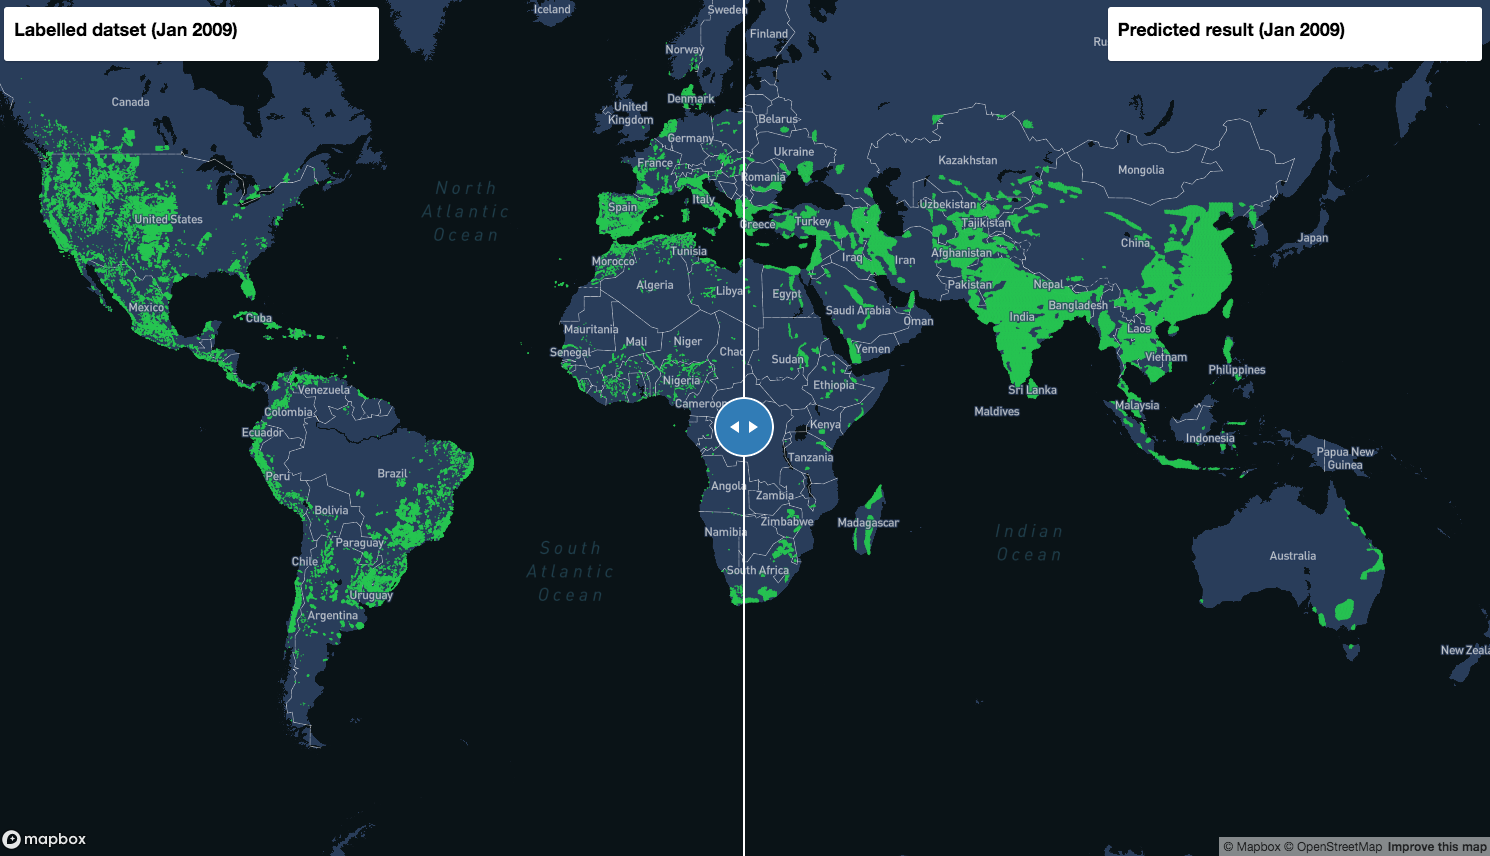 Labelled datset (Jan 2009)
Predicted result (Jan 2009)
Iceland
Sweden
Finland
Norway
Ru
Canada
Denmark
United
Kingdom
Belarus
Germany
Ukraine
France
Kazakhstan
Mongolia
Romania
North
Atlantic
Ocean
Italy
Spain
Uzbekistan
United States
Greece
Turkey
Tajikistan
Japan
China
Tunisia
Morocco
Iraq
Iran
Afghanistan
Algeria
Libya
Egypt
Pakistan
Nepal
Bangladesh
Mexico
Cuba
Saudi Arabia
India
Oman
Mauritania
Mali
Niger
Chad
Laos
Senegal
Sudan
Yemen
Vietnam
Philippines
Nigeria
Ethiopia
Venezuela
Sri Lanka
Cameroon
Maldives
Malaysia
Colombia
Kenya
Ecuador
Indonesia
Tanzania
Papua New
Guinea
Peru
Brazil
Angola
Zambia
Bolivia
Zimbabwe
Madagascar
Namibia
Indian
Ocean
Paraguay
South
Atlantic
Ocean
Chile
Australia
South Africa
Uruguay
Argentina
New Zeala
mapbox
© Mapbox © OpenStreetMap Improve this map